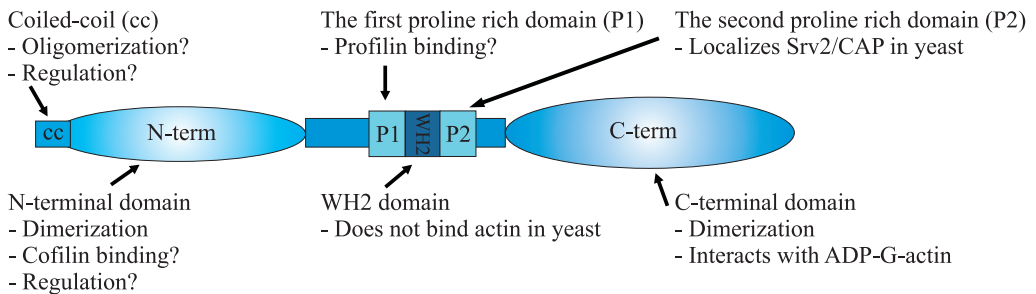 Coiled-coil (cc)
- Oligomerization?
- Regulation?
The first proline rich domain (P1)
- Profilin binding?
The second proline rich domain (P2)
- Localizes Srv2/CAP in yeast
cc
N-term
P1
WH2
P2
C-term
N-terminal domain
- Dimerization
- Cofilin binding?
- Regulation?
WH2 domain
- Does not bind actin in yeast
C-terminal domain
- Dimerization
- Interacts with ADP-G-actin